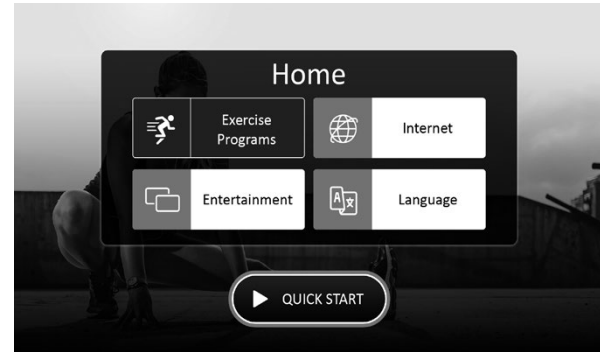 Home
Exercise
Programs
Internet
Entertainment
A
Language
QUICK START